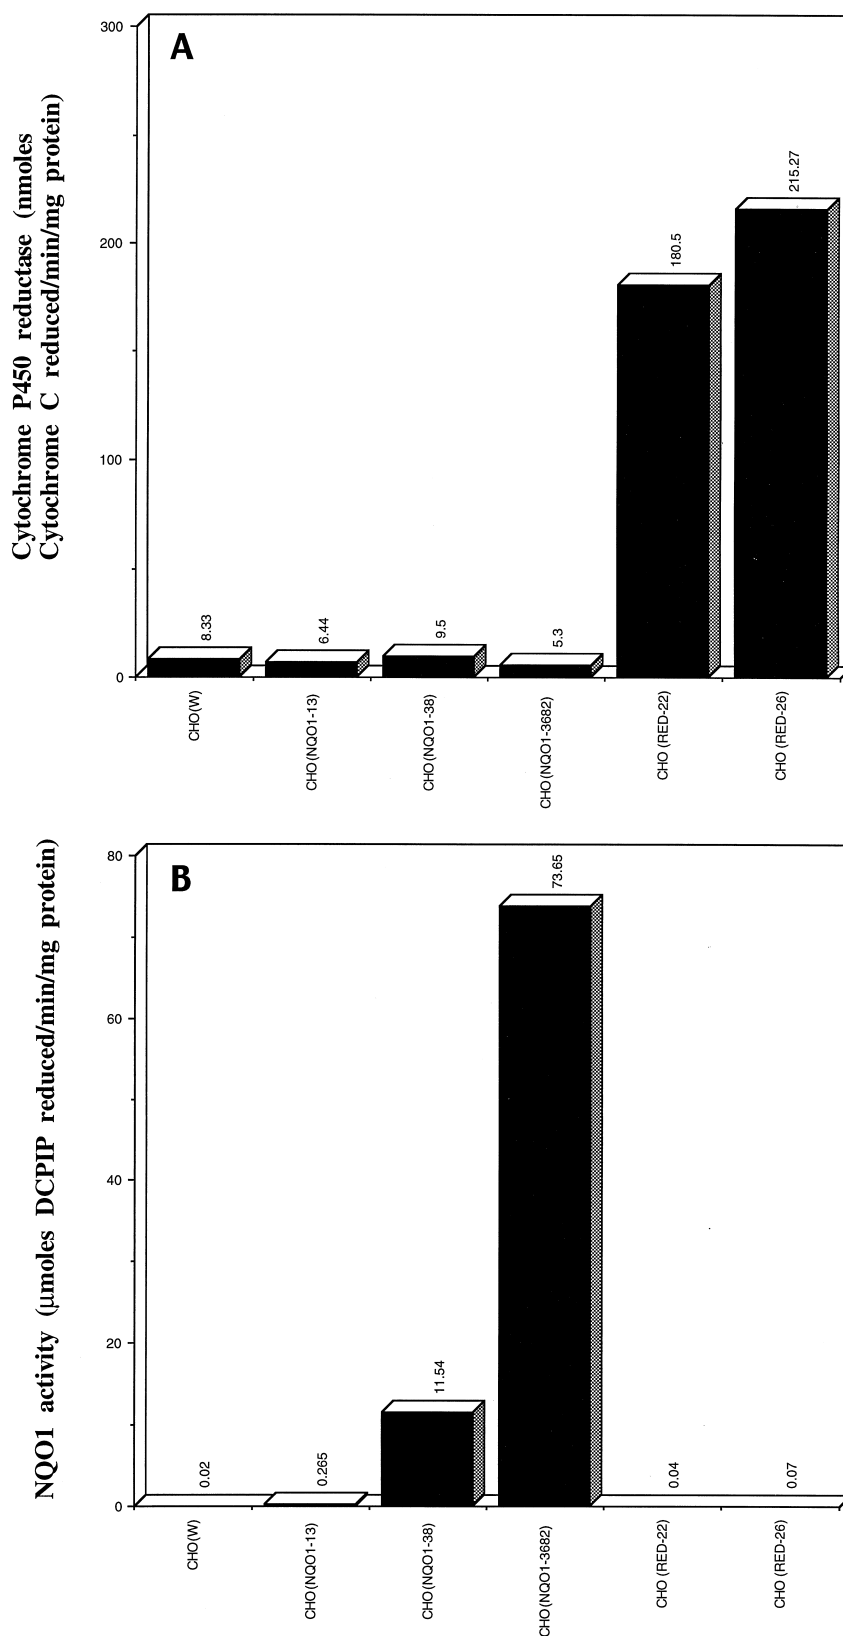 A
Cytochrome P450 reductase (nmoles
Cytochrome C reduced/min/mg protein)
300
200
100
0
8.33
6.44
9.5
5.3
180.5
215.27
CHO(W)
CHO(NQO1-13)
CHO(NQO1-38)
CHO(NQO1-3682)
CHO (RED-22)
CHO (RED-26)
B
NQO1 activity (μmoles DCPIP reduced/min/mg protein)
80
60
40
20
0
0.02
0.265
11.54
73.65
0.04
0.07
CHO(W)
CHO(NQO1-13)
CHO(NQO1-38)
CHO(NQO1-3682)
CHO (RED-22)
CHO (RED-26)